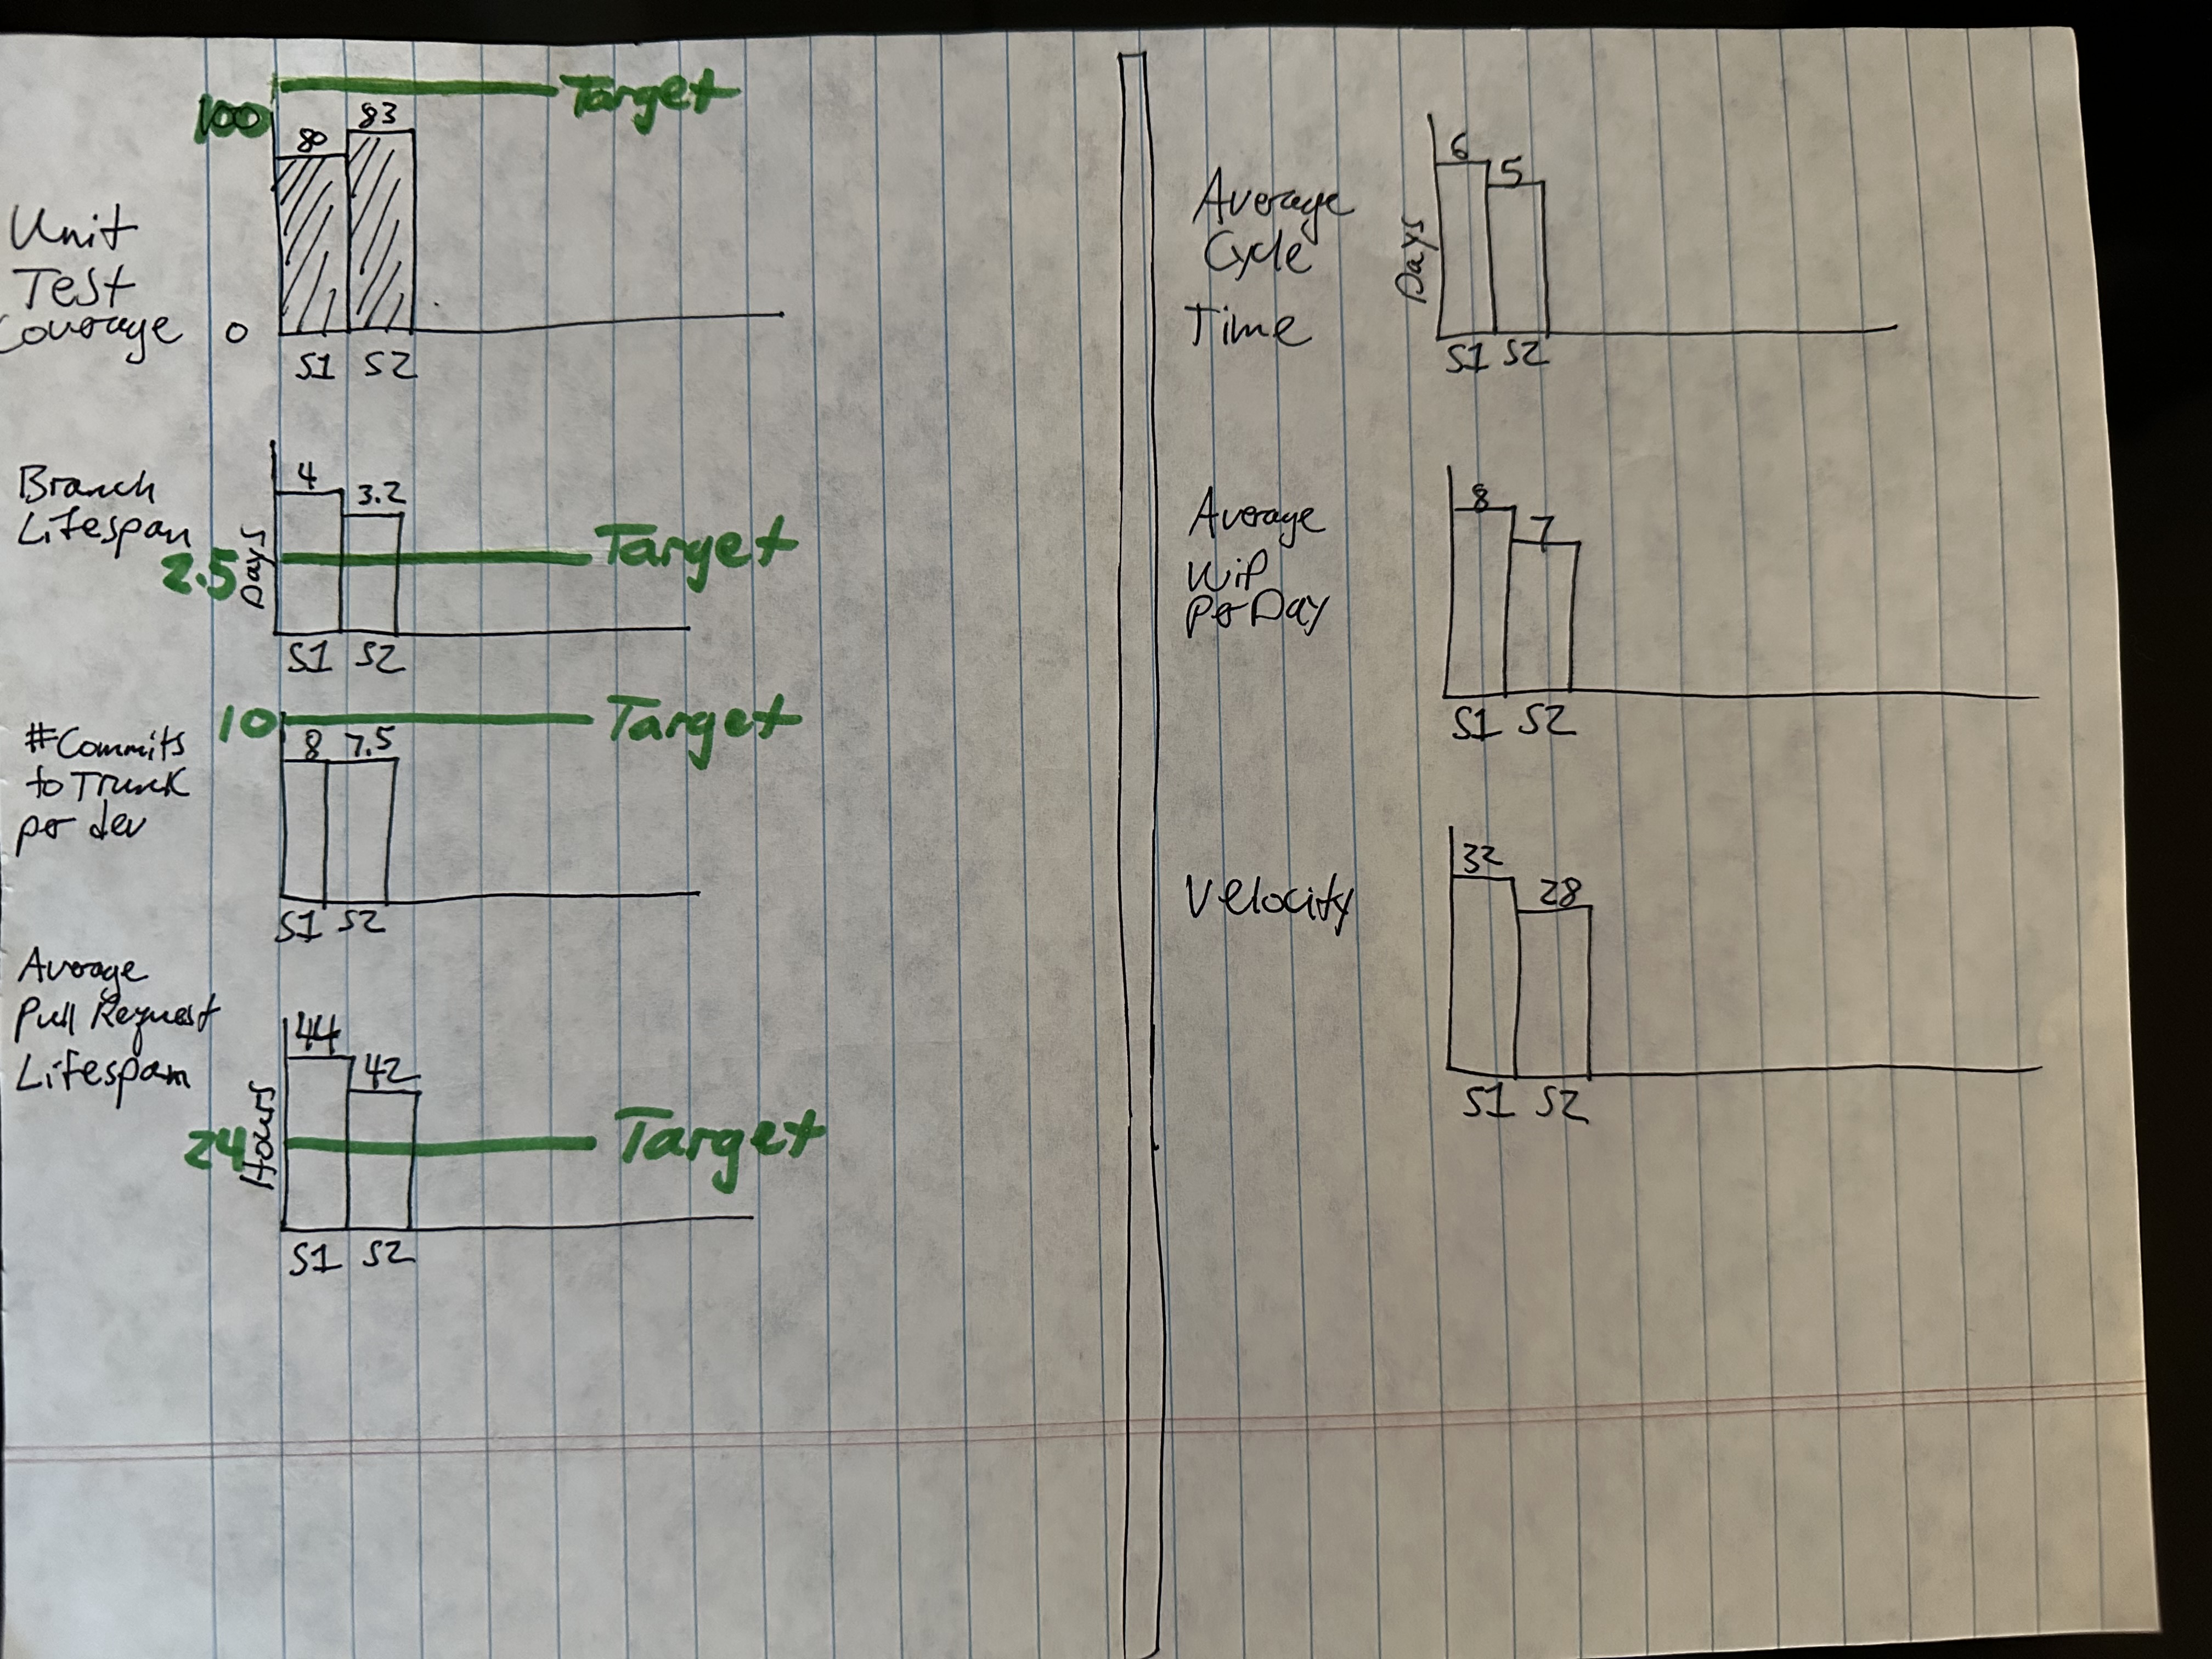 Unit
Test
Coverage
100
0
80
83
S1 S2
Target
Branch
Lifespan
2.5
Days
4
3.2
S1 S2
Target
#Commits
to Trunk
per dev
10
8
7.5
S1 S2
Target
Average
Pull Request
Lifespan
24
Hours
44
42
S1 S2
Target
Average
Cycle
Time
Days
6
5
S1 S2
Average
WiP
Per Day
8
7
S1 S2
Velocity
32
28
S1 S2